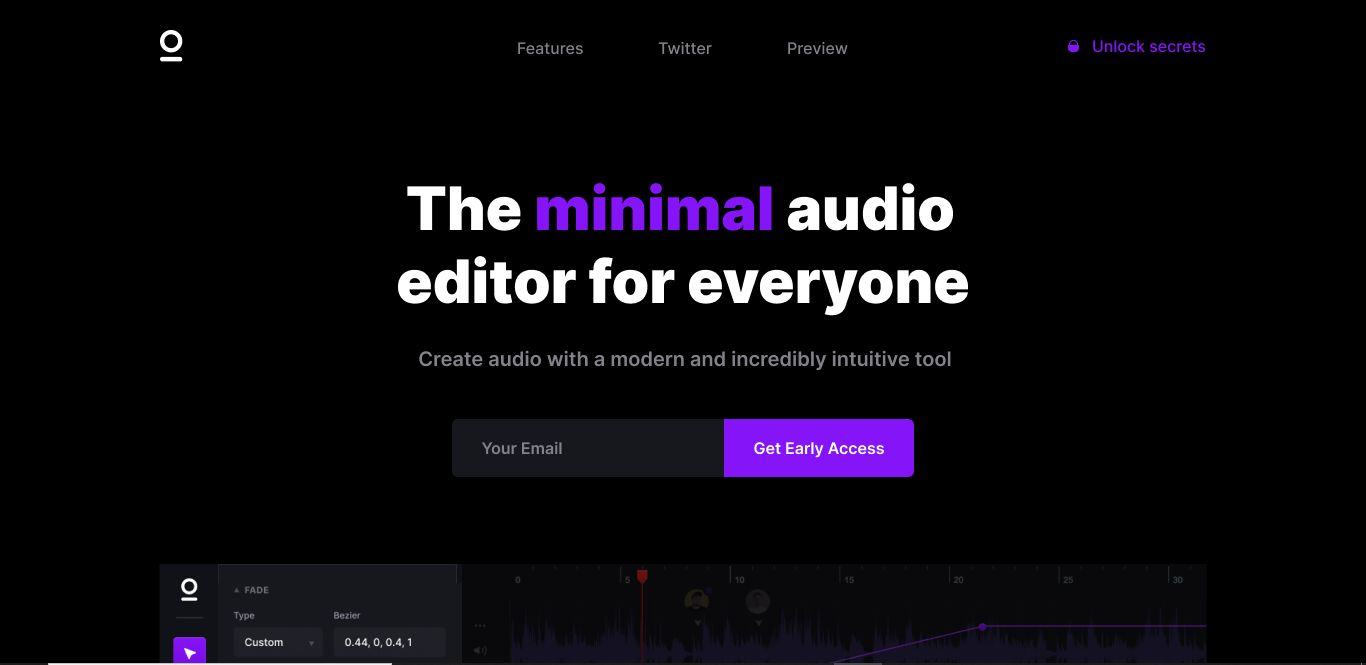 Features
Twitter
Preview
Unlock secrets
The minimal audio
editor for everyone
Create audio with a modern and incredibly intuitive tool
Your Email
Get Early Access
FADE
Type
Bezier
Custom
0.44, 0, 0.4, 1
0
5
10
15
20
25
30